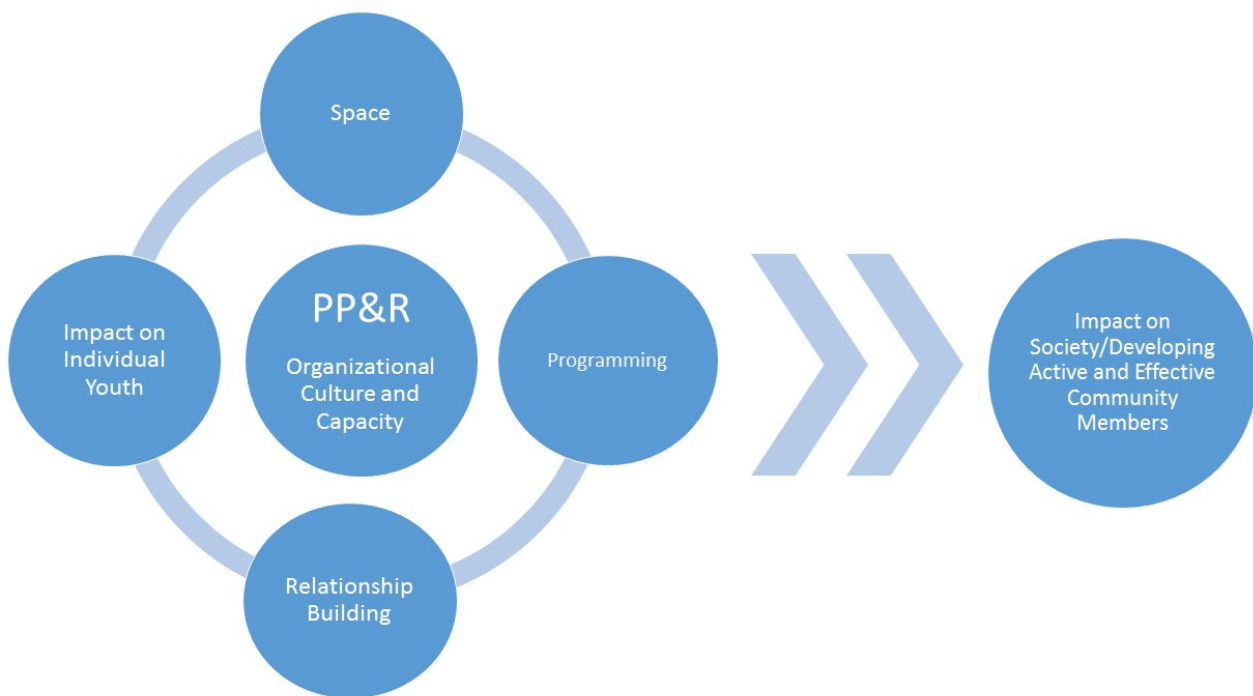 Space
Impact on
Individual
Youth
PP&R
Organizational
Culture and
Capacity
Programming
Relationship
Building
Impact on
Society/Developing
Active and Effective
Community
Members